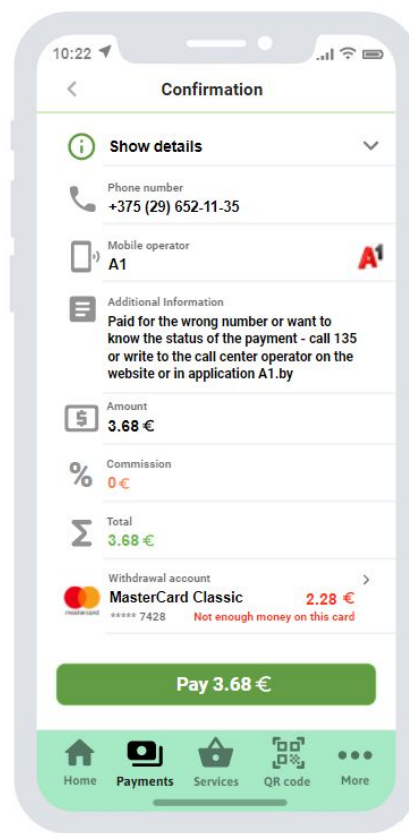 10:22
Confirmation
Show details
Phone number
+375 (29) 652-11-35
Mobile operator
A1
A1
Additional Information
Paid for the wrong number or want to
know the status of the payment - call 135
or write to the call center operator on the
website or in application A1.by
Amount
3.68 €
% Commission
0 €
Total
3.68 €
Withdrawal account
MasterCard Classic 2.28 €
mastercard ***** 7428 Not enough money on this card
Pay 3.68 €
Home Payments Services QR code More